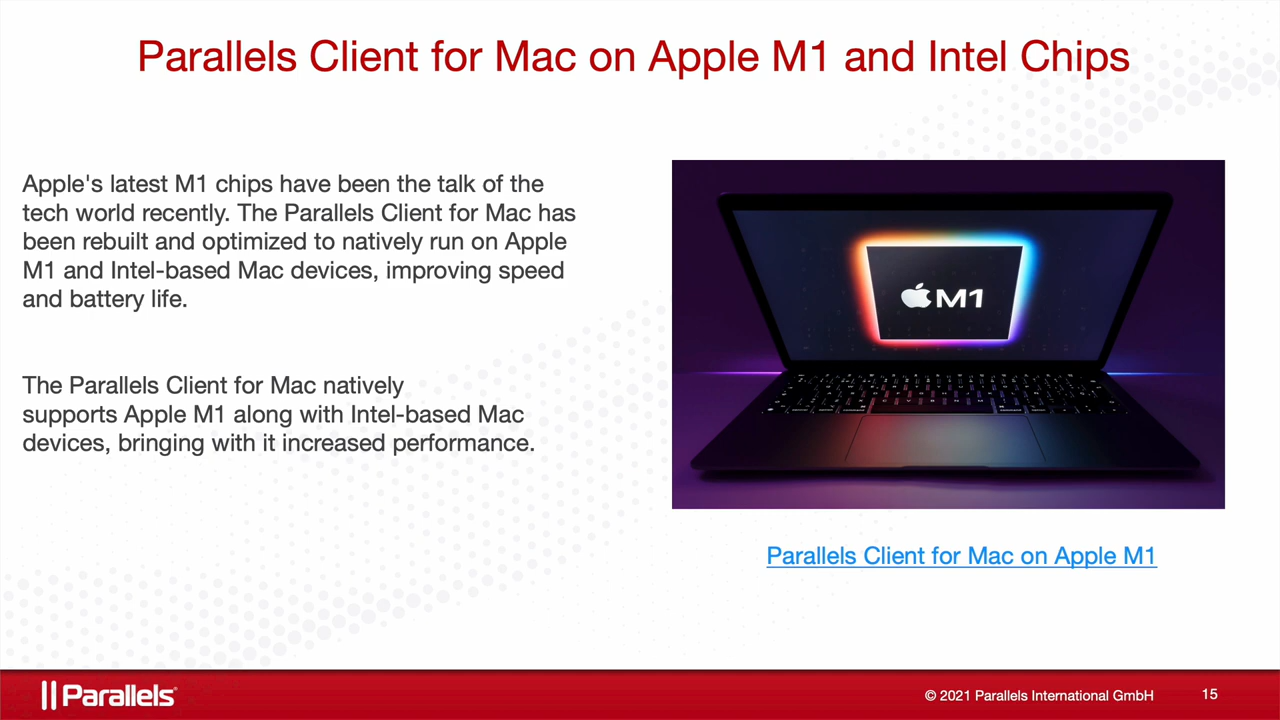 Parallels Client for Mac on Apple M1 and Intel Chips
Apple's latest M1 chips have been the talk of the
tech world recently. The Parallels Client for Mac has
been rebuilt and optimized to natively run on Apple
M1 and Intel-based Mac devices, improving speed
and battery life.
The Parallels Client for Mac natively
supports Apple M1 along with Intel-based Mac
devices, bringing with it increased performance.
M1
Parallels Client for Mac on Apple M1
Parallels®
© 2021 Parallels International GmbH
15